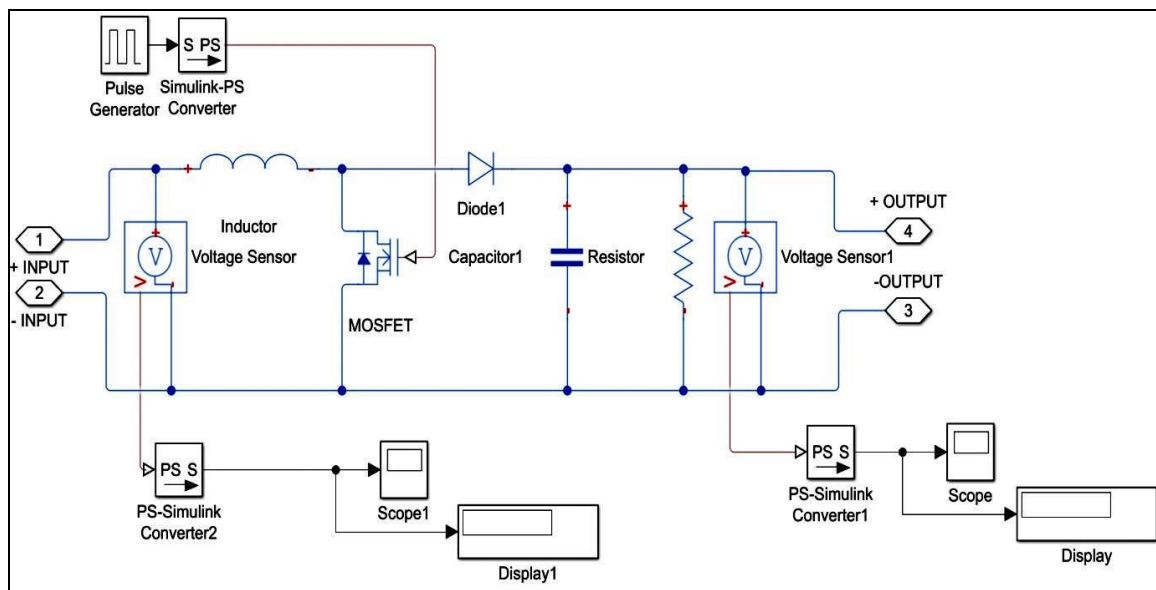 S PS
Pulse
Generator
Simulink-PS
Converter
+
-
Inductor
Diode1
1
+ INPUT
2
- INPUT
+
V
V
-
Voltage Sensor
MOSFET
Capacitor1
+
-
Resistor
+
-
+
V
V
-
Voltage Sensor1
+ OUTPUT
4
-OUTPUT
3
PS S
PS-Simulink
Converter2
Scope1
Display1
PS S
PS-Simulink
Converter1
Scope
Display